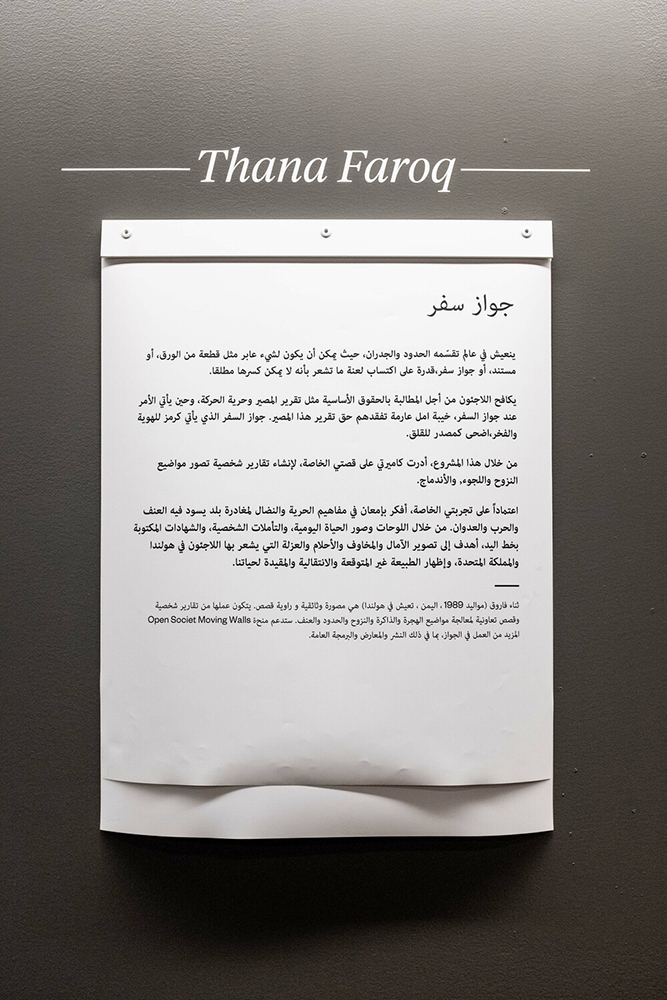 Thana Faroq
جواز سفر
ينعيش في عالم تقسّمه الحدود والجدران، حيث يمكن أن يكون لشيء عابر مثل قطعة من الورق، أو
مستند، أو جواز سفر،قدرة على اكتساب لعنة ما تشعر بأنه لا يمكن كسرها مطلقا.
يكافح اللاجئون من أجل المطالبة بالحقوق الأساسية مثل تقرير المصير وحرية الحركة، وحين يأتي الأمر
عند جواز السفر، خيبة امل عارمة تفقدهم حق تقرير هذا المصير. جواز السفر الذي يأتي كرمز للهوية
والفخر،اضحى كمصدر للقلق.
من خلال هذا المشروع، أدرت كاميرتي على قصتي الخاصة، لإنشاء تقارير شخصية تصور مواضيع
النزوح واللجوء, والأندماج.
اعتماداً على تجربتي الخاصة، أفكر بإمعان في مفاهيم الحرية والنضال لمغادرة بلد يسود فيه العنف
والحرب والعدوان. من خلال اللوحات وصور الحياة اليومية، والتأملات الشخصية، والشهادات المكتوبة
بخط اليد، أهدف إلى تصوير الآمال والمخاوف والأحلام والعزلة التي يشعر بها اللاجئون في هولندا
والمملكة المتحدة، وإظهار الطبيعة غير المتوقعة والانتقالية والمقيدة لحياتنا.
ثناء فاروق (مواليد 1989 ، اليمن ، تعيش في هولندا) هي مصورة وثائقية و راوية قصص. يتكون عملها من تقارير شخصية
وقصص تعاونية لمعالجة مواضيع الهجرة والذاكرة والنزوح والحدود والعنف. ستدعم منحة Open Societ Moving Walls
المزيد من العمل في الجواز، بما في ذلك النشر والمعارض والبرمجة العامة.